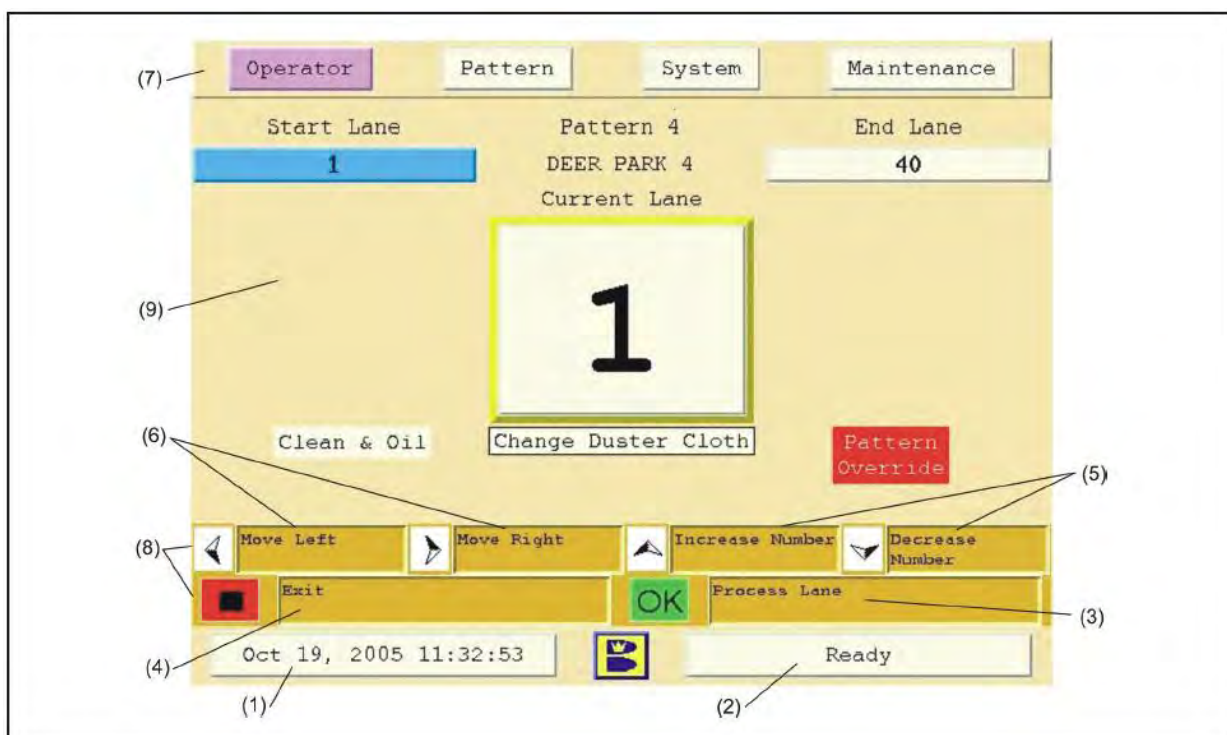 (7) Operator Pattern System Maintenance
Start Lane Pattern 4 End Lane
1 DEER PARK 4 40
Current Lane
(9)
1
(6)
Clean & Oil Change Duster Cloth Pattern
Override
(5)
(8) Move Left Move Right Increase Number Decrease
Number
Exit OK Process Lane
(3)
(4)
Oct 19, 2005 11:32:53 Ready
(1) (2)